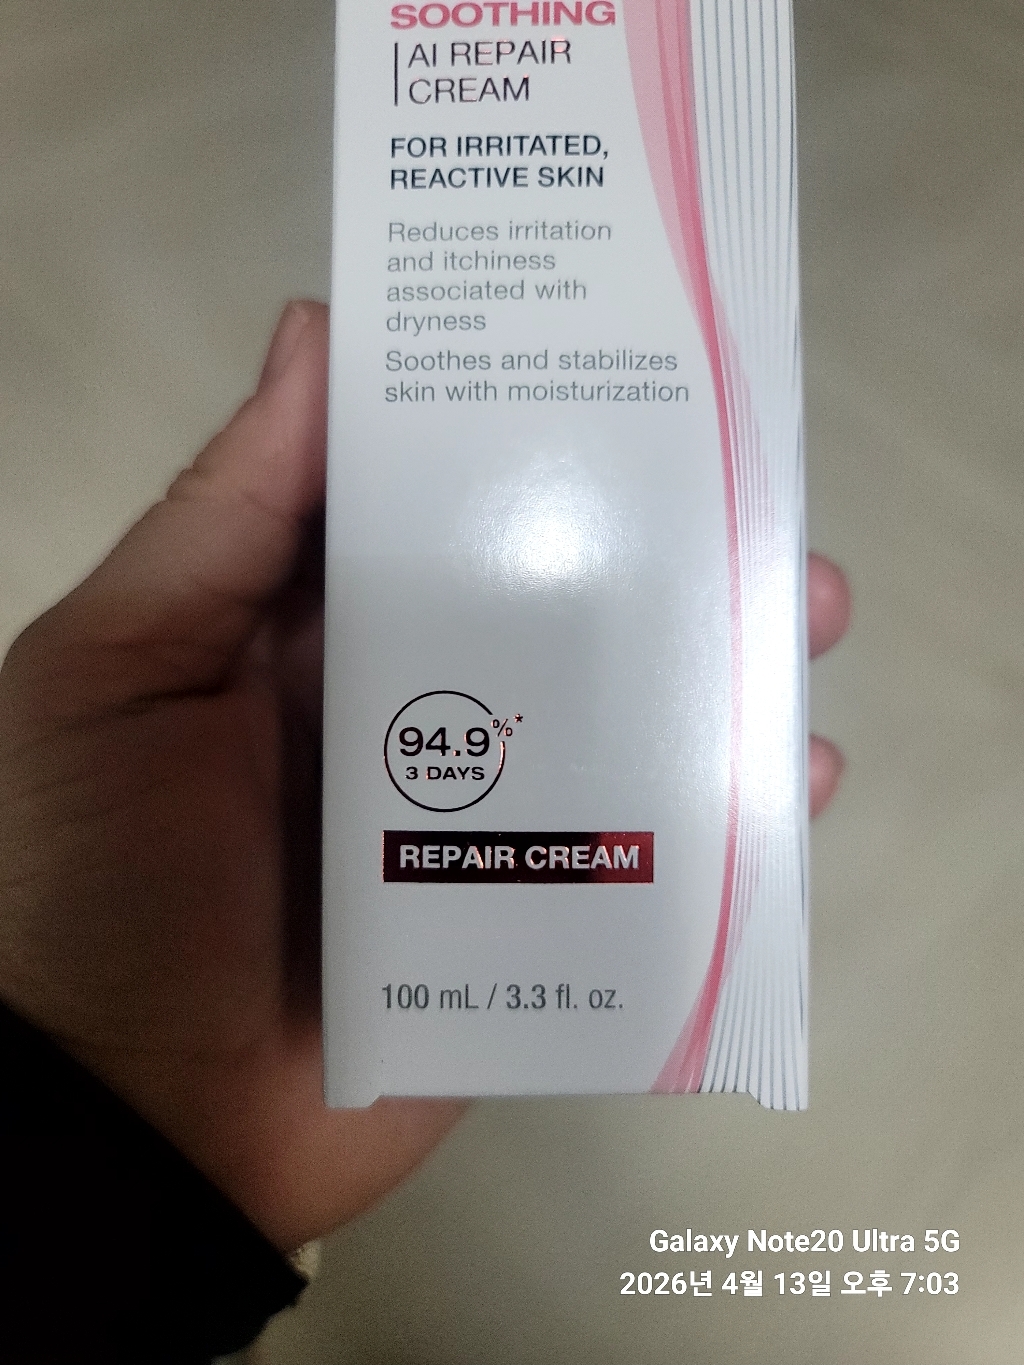 SOOTHING
AI REPAIR
CREAM
FOR IRRITATED,
REACTIVE SKIN
Reduces irritation
and itchiness
associated with
dryness
Soothes and stabilizes
skin with moisturization
94.9%*
3 DAYS
REPAIR CREAM
100 mL / 3.3 fl. oz.
Galaxy Note20 Ultra 5G
2026년 4월 13일 오후 7:03